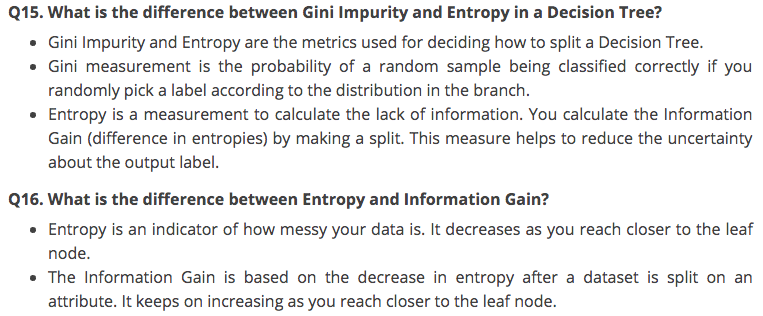 Q15. What is the difference between Gini Impurity and Entropy in a Decision Tree?
• Gini Impurity and Entropy are the metrics used for deciding how to split a Decision Tree.
• Gini measurement is the probability of a random sample being classified correctly if you
randomly pick a label according to the distribution in the branch.
• Entropy is a measurement to calculate the lack of information. You calculate the Information
Gain (difference in entropies) by making a split. This measure helps to reduce the uncertainty
about the output label.
Q16. What is the difference between Entropy and Information Gain?
• Entropy is an indicator of how messy your data is. It decreases as you reach closer to the leaf
node.
• The Information Gain is based on the decrease in entropy after a dataset is split on an
attribute. It keeps on increasing as you reach closer to the leaf node.